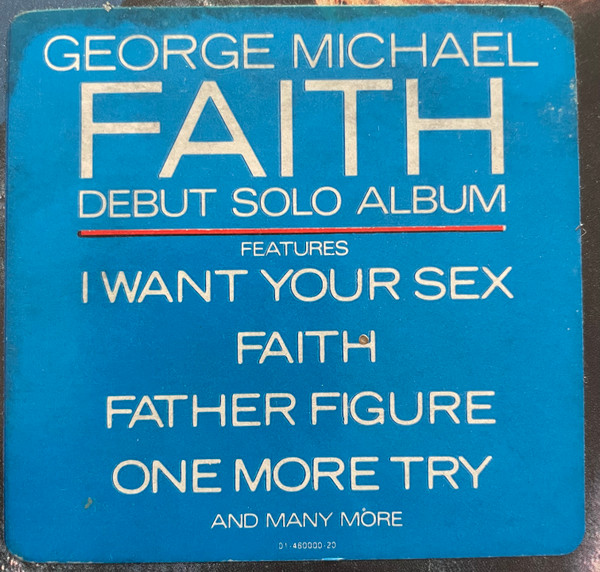 GEORGE MICHAEL
FAITH
DEBUT SOLO ALBUM
FEATURES
I WANT YOUR SEX
FAITH
FATHER FIGURE
ONE MORE TRY
AND MANY MORE
01-460000-20